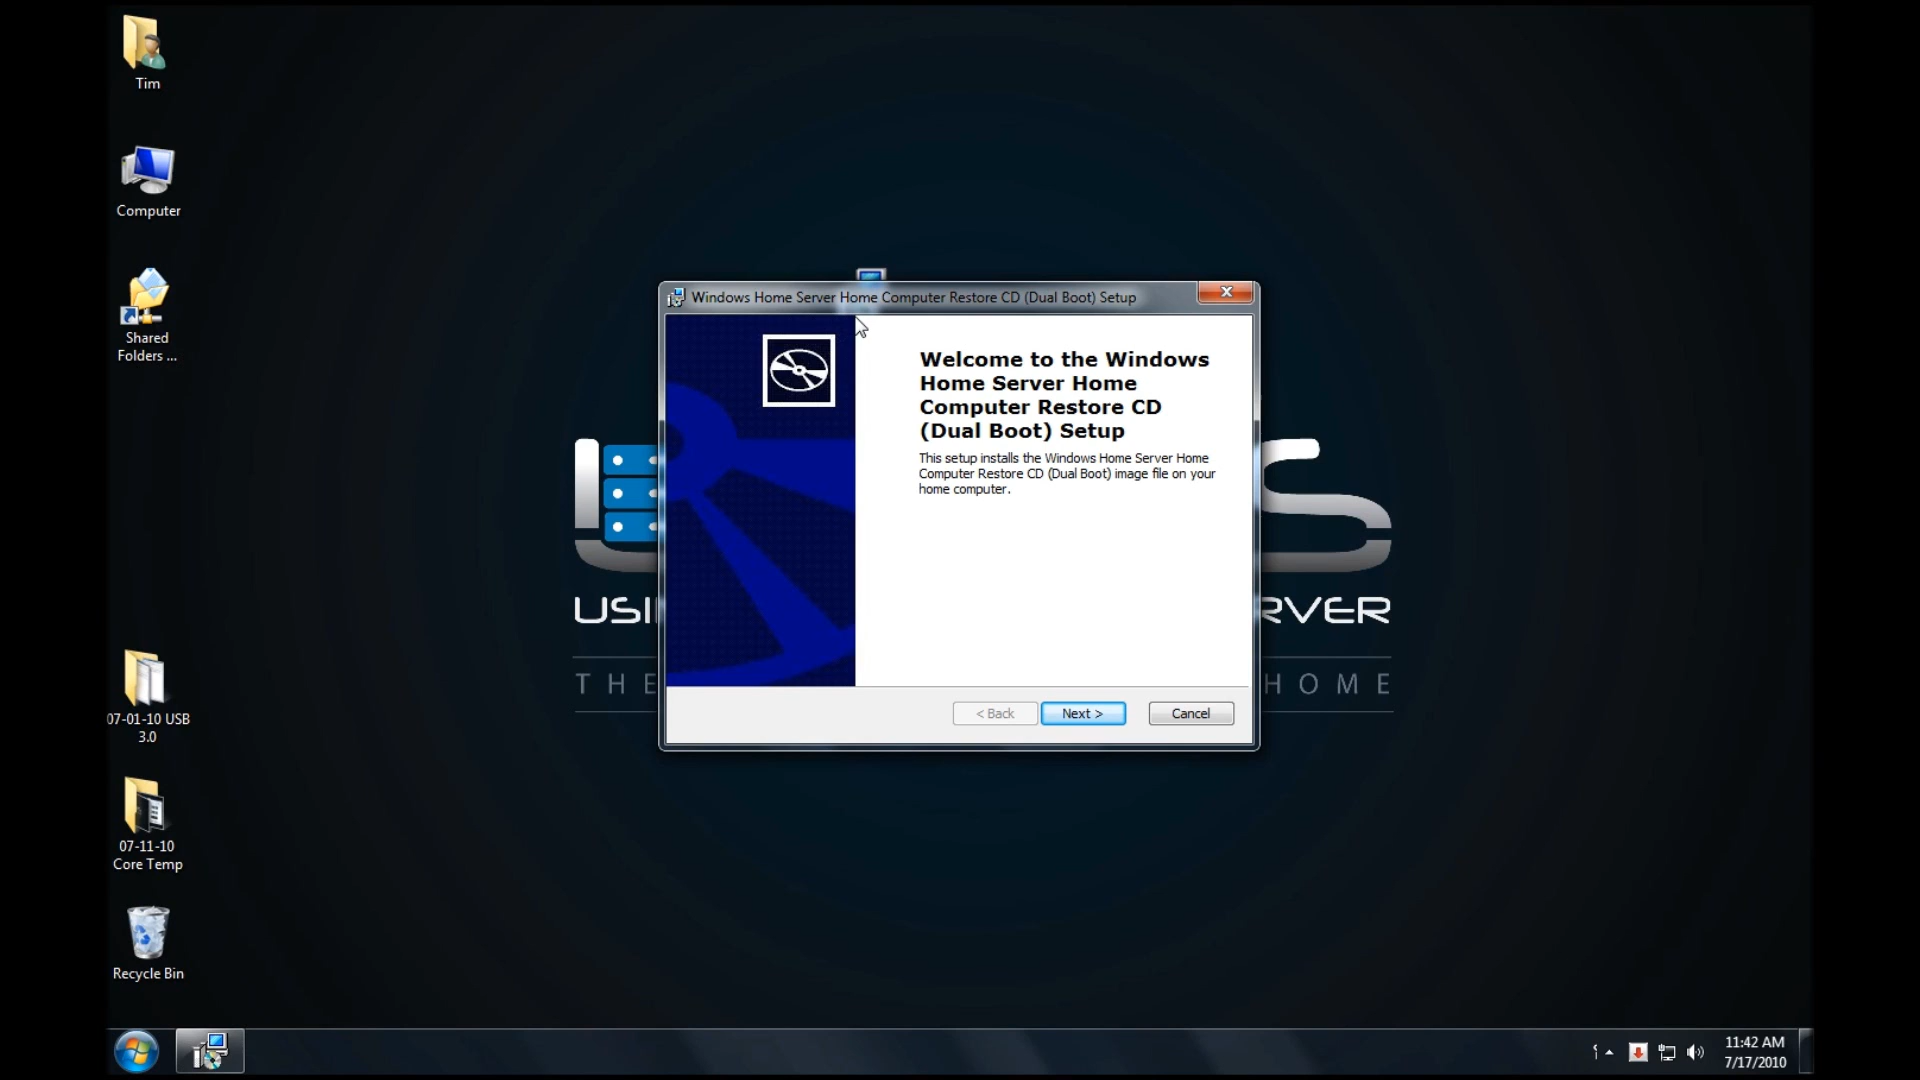 Tim
Computer
Shared
Folders ...
07-01-10 USB
3.0
07-11-10
Core Temp
Recycle Bin
Windows Home Server Home Computer Restore CD (Dual Boot) Setup
Welcome to the Windows
Home Server Home
Computer Restore CD
(Dual Boot) Setup
This setup installs the Windows Home Server Home
Computer Restore CD (Dual Boot) image file on your
home computer.
< Back
Next >
Cancel
THE
HOME
11:42 AM
7/17/2010